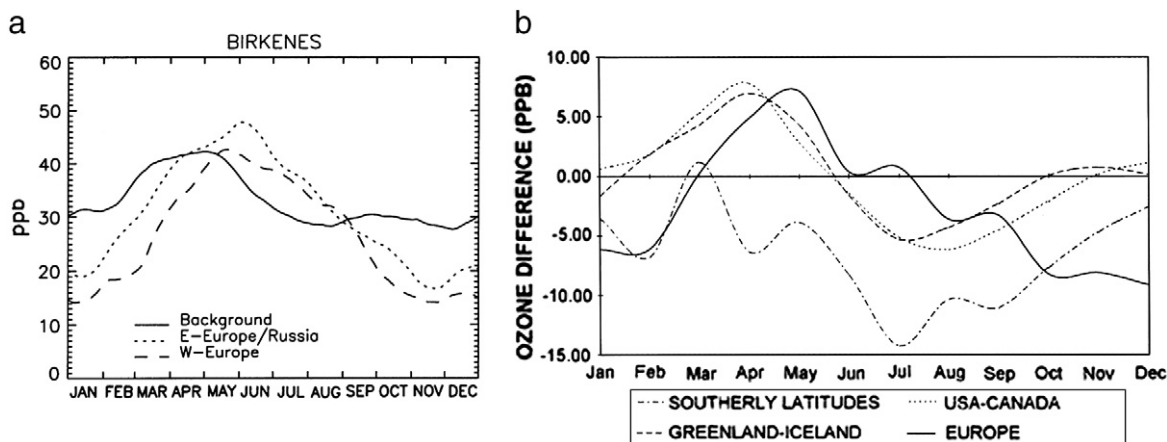 a
BIRKENES
60
50
40
30
20
10
0
ppb
Background
E-Europe/Russia
W-Europe
JAN FEB MAR APR MAY JUN JUL AUG SEP OCT NOV DEC
b
10.00
5.00
0.00
-5.00
-10.00
-15.00
OZONE DIFFERENCE (PPB)
Jan Feb Mar Apr May Jun Jul Aug Sep Oct Nov Dec
SOUTHERLY LATITUDES USA-CANADA
GREENLAND-ICELAND EUROPE